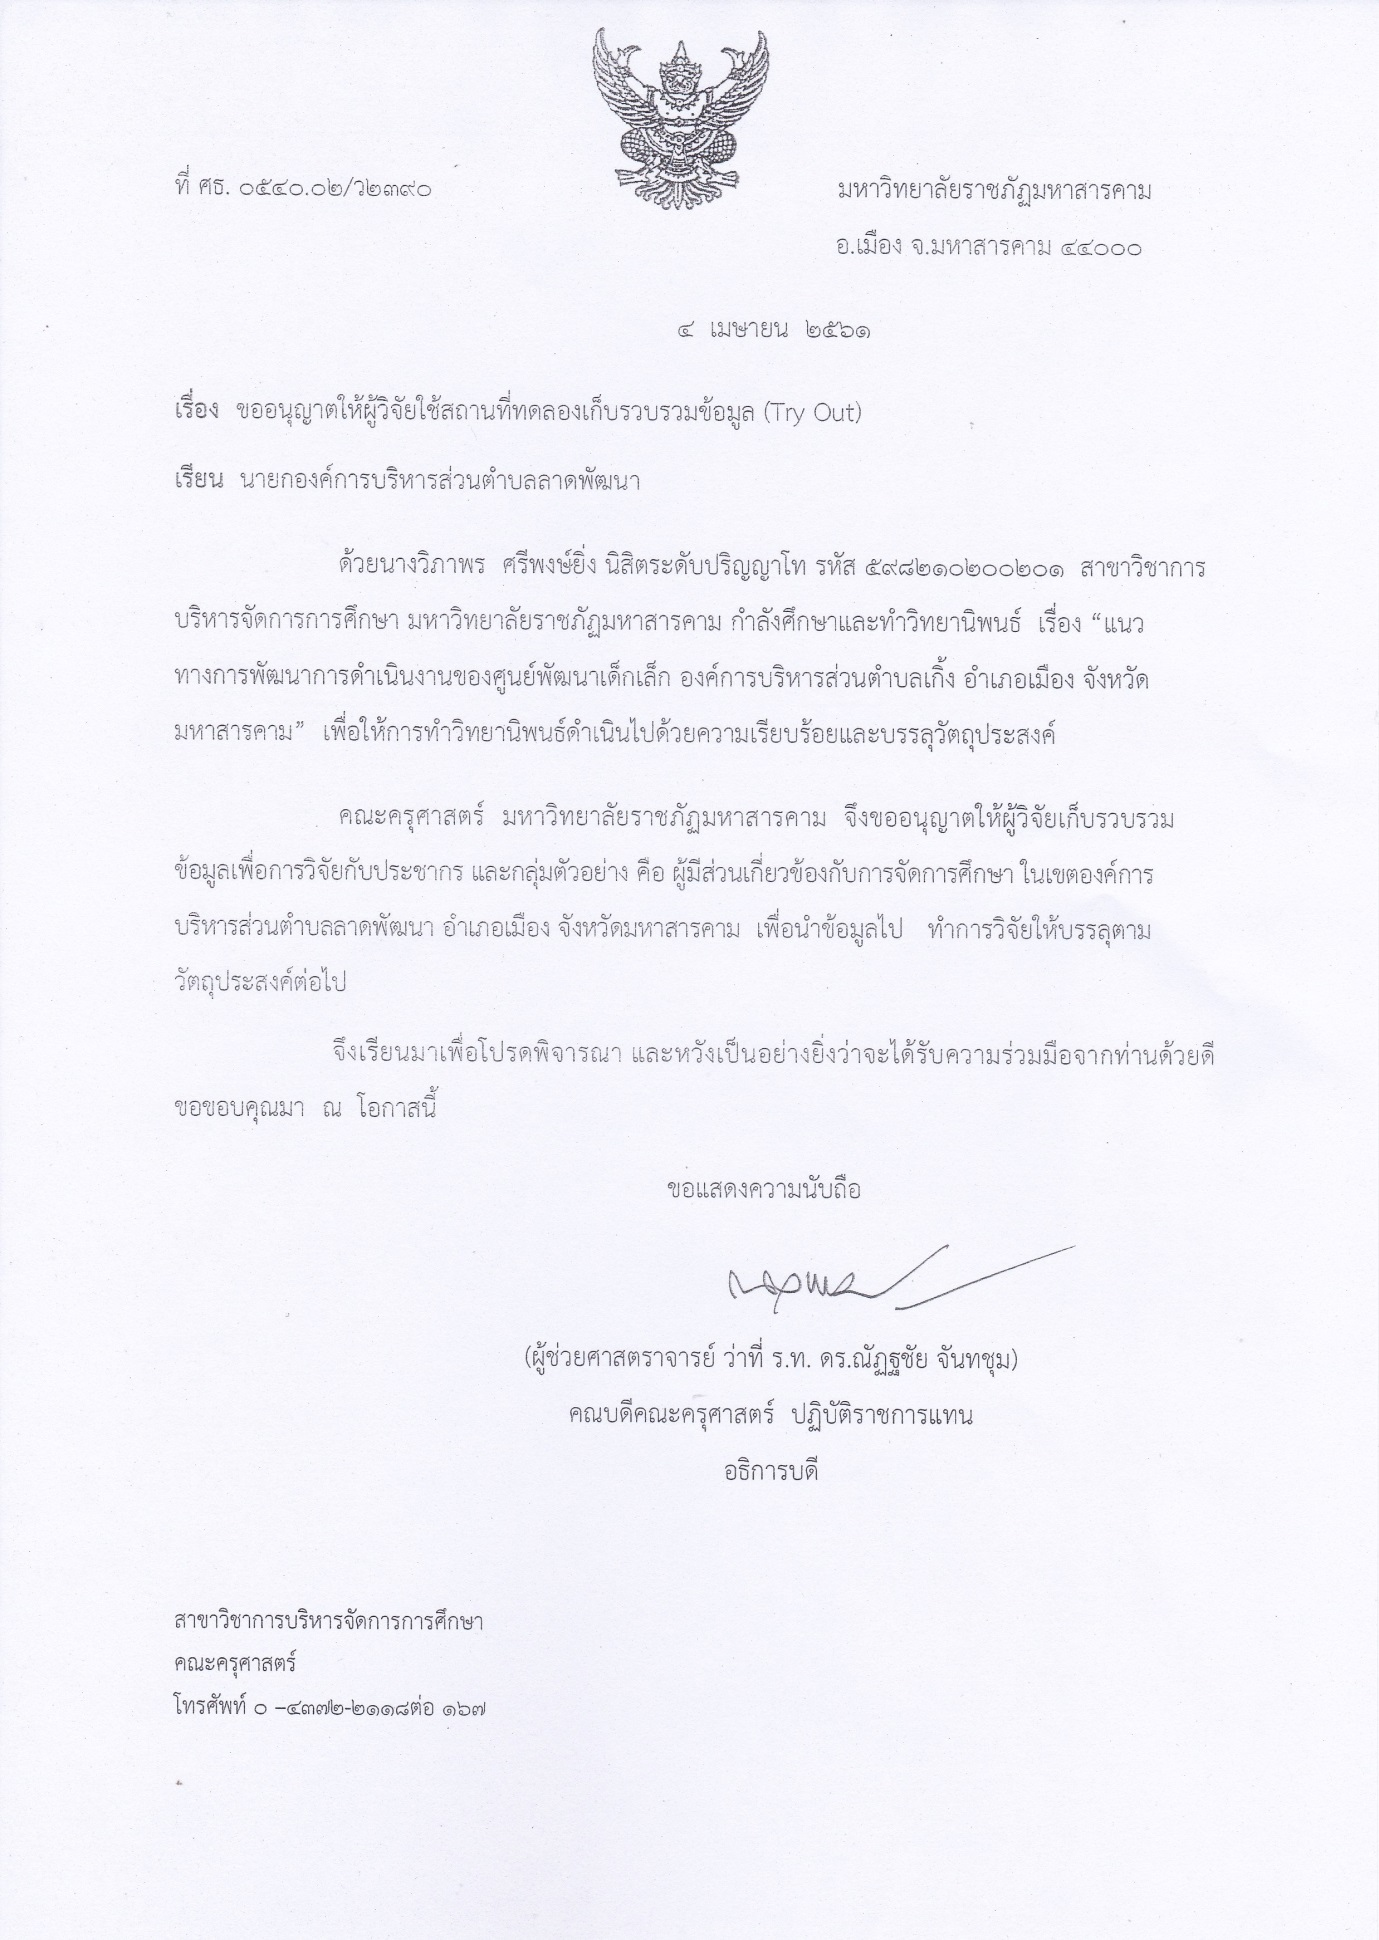 ที่ ศธ. ๐๕๔๐.๐๒/ว๒๓๙๐
มหาวิทยาลัยราชภัฏมหาสารคาม
อ.เมือง จ.มหาสารคาม ๔๔๐๐๐
๔ เมษายน ๒๕๖๑
เรื่อง ขออนุญาตให้ผู้วิจัยใช้สถานที่ทดลองเก็บรวบรวมข้อมูล (Try Out)
เรียน นายกองค์การบริหารส่วนตำบลลาดพัฒนา
ด้วยนางวิภาพร ศรีพงษ์ยิ่ง นิสิตระดับปริญญาโท รหัส ๕๙๘๒๑๐๒๐๐๒๐๑ สาขาวิชาการ
บริหารจัดการการศึกษา มหาวิทยาลัยราชภัฏมหาสารคาม กำลังศึกษาและทำวิทยานิพนธ์ เรื่อง “แนว
ทางการพัฒนาการดำเนินงานของศูนย์พัฒนาเด็กเล็ก องค์การบริหารส่วนตำบลเกิ้ง อำเภอเมือง จังหวัด
มหาสารคาม” เพื่อให้การทำวิทยานิพนธ์ดำเนินไปด้วยความเรียบร้อยและบรรลุวัตถุประสงค์
คณะครุศาสตร์ มหาวิทยาลัยราชภัฏมหาสารคาม จึงขออนุญาตให้ผู้วิจัยเก็บรวบรวม
ข้อมูลเพื่อการวิจัยกับประชากร และกลุ่มตัวอย่าง คือ ผู้มีส่วนเกี่ยวข้องกับการจัดการศึกษา ในเขตองค์การ
บริหารส่วนตำบลลาดพัฒนา อำเภอเมือง จังหวัดมหาสารคาม เพื่อนำข้อมูลไป ทำการวิจัยให้บรรลุตาม
วัตถุประสงค์ต่อไป
จึงเรียนมาเพื่อโปรดพิจารณา และหวังเป็นอย่างยิ่งว่าจะได้รับความร่วมมือจากท่านด้วยดี
ขอขอบคุณมา ณ โอกาสนี้
ขอแสดงความนับถือ
(ผู้ช่วยศาสตราจารย์ ว่าที่ ร.ท. ดร.ณัฏฐชัย จันทชุม)
คณบดีคณะครุศาสตร์ ปฏิบัติราชการแทน
อธิการบดี
สาขาวิชาการบริหารจัดการการศึกษา
คณะครุศาสตร์
โทรศัพท์ ๐ –๔๓๗๒-๒๑๑๘ต่อ ๑๖๗